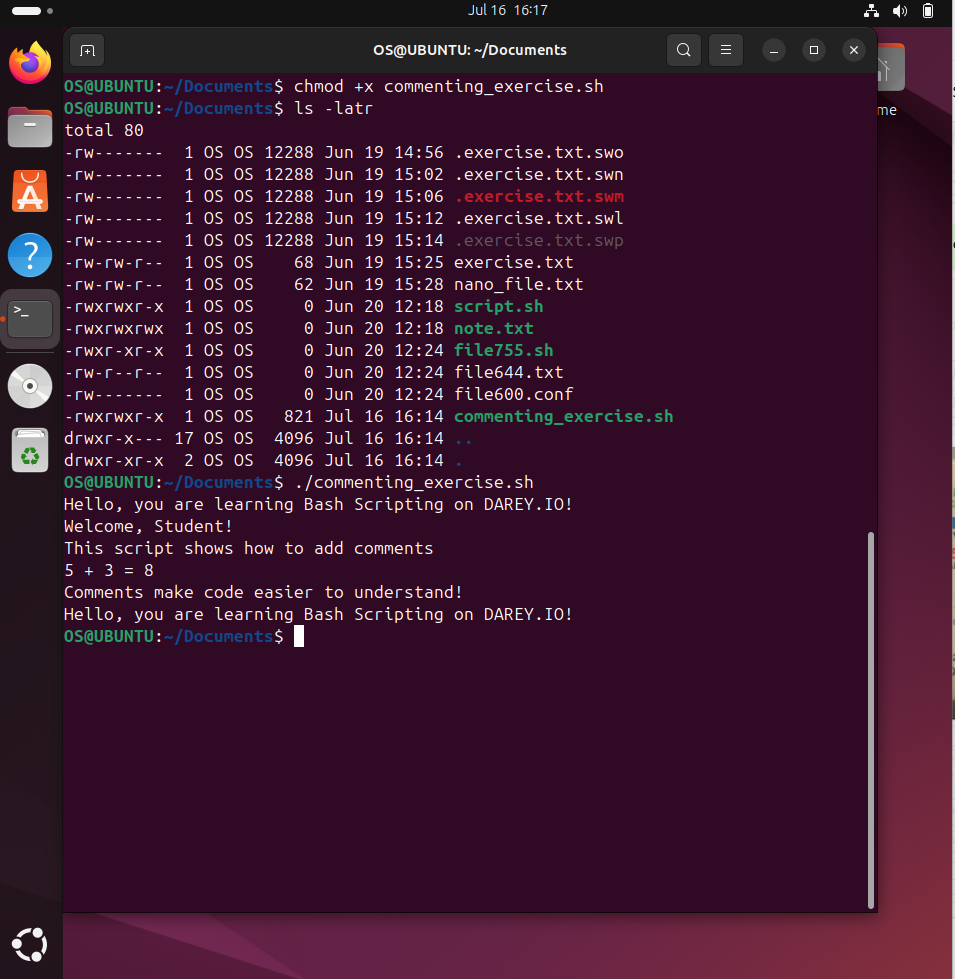 Jul 16 16:17
OS@UBUNTU: ~/Documents
OS@UBUNTU:~/Documents$ chmod +x commenting_exercise.sh
OS@UBUNTU:~/Documents$ ls -latr
total 80
-rw-------  1 OS OS 12288 Jun 19 14:56 .exercise.txt.swo
-rw-------  1 OS OS 12288 Jun 19 15:02 .exercise.txt.swn
-rw-------  1 OS OS 12288 Jun 19 15:06 .exercise.txt.swm
-rw-------  1 OS OS 12288 Jun 19 15:12 .exercise.txt.swl
-rw-------  1 OS OS 12288 Jun 19 15:14 .exercise.txt.swp
-rw-rw-r--  1 OS OS    68 Jun 19 15:25 exercise.txt
-rw-rw-r--  1 OS OS    62 Jun 19 15:28 nano_file.txt
-rwxrwxr-x  1 OS OS     0 Jun 20 12:18 script.sh
-rwxrwxrwx  1 OS OS     0 Jun 20 12:18 note.txt
-rwxr-xr-x  1 OS OS     0 Jun 20 12:24 file755.sh
-rw-r--r--  1 OS OS     0 Jun 20 12:24 file644.txt
-rw-------  1 OS OS     0 Jun 20 12:24 file600.conf
-rwxrwxr-x  1 OS OS   821 Jul 16 16:14 commenting_exercise.sh
drwxr-x--- 17 OS OS  4096 Jul 16 16:14 ..
drwxr-xr-x  2 OS OS  4096 Jul 16 16:14 .
OS@UBUNTU:~/Documents$ ./commenting_exercise.sh
Hello, you are learning Bash Scripting on DAREY.IO!
Welcome, Student!
This script shows how to add comments
5 + 3 = 8
Comments make code easier to understand!
Hello, you are learning Bash Scripting on DAREY.IO!
OS@UBUNTU:~/Documents$
me